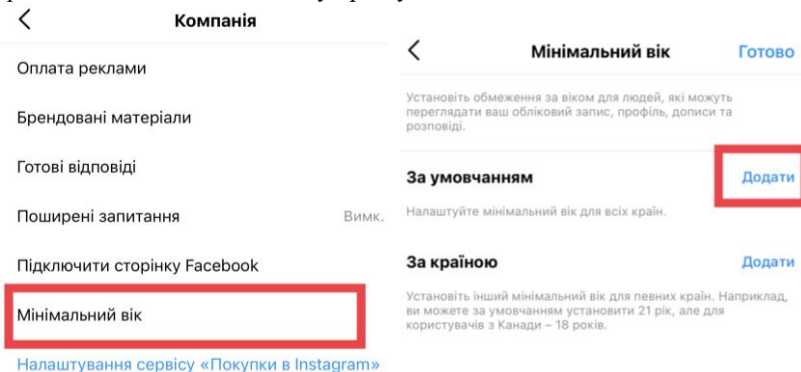 Компанія
Оплата реклами
Брендовані матеріали
Готові відповіді
Поширені запитання Вимк.
Підключити сторінку Facebook
Мінімальний вік
Налаштування сервісу «Покупки в Instagram»
Мінімальний вік Готово
Установіть обмеження за віком для людей, які можуть
переглядати ваш обліковий запис, профіль, дописи та
розповіді.
За умовчанням Додати
Налаштуйте мінімальний вік для всіх країн.
За країною Додати
Установіть інший мінімальний вік для певних країн. Наприклад,
ви можете за умовчанням установити 21 рік, але для
користувачів з Канади – 18 років.